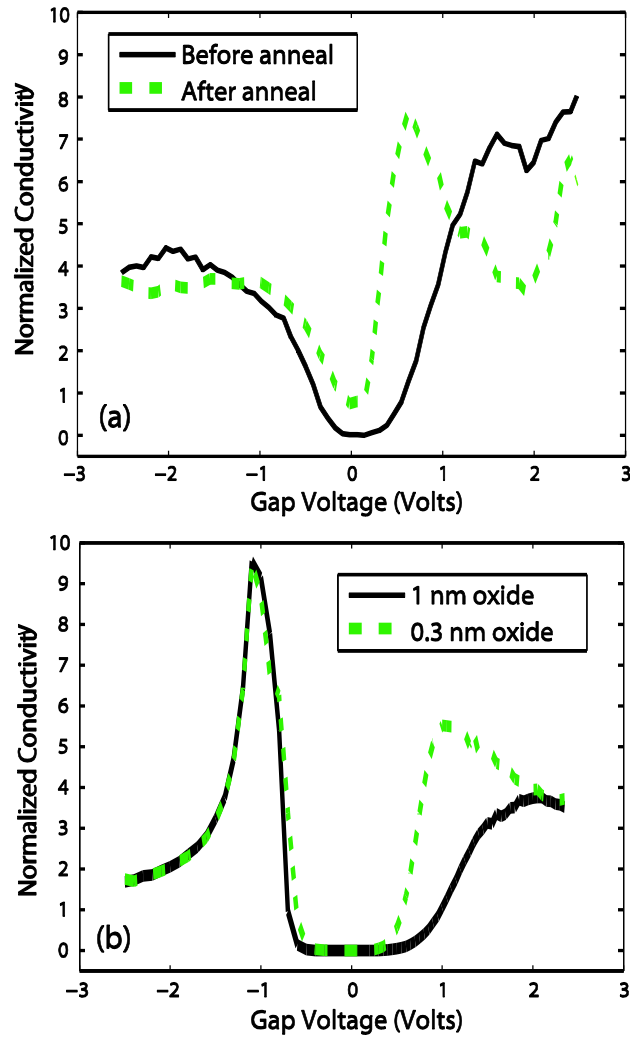 10
9
8
7
6
5
4
3
2
1
0
Normalized Conductivity
Before anneal
After anneal
(a)
−3 −2 −1 0 1 2 3
Gap Voltage (Volts)
10
9
8
7
6
5
4
3
2
1
0
Normalized Conductivity
1 nm oxide
0.3 nm oxide
(b)
−3 −2 −1 0 1 2 3
Gap Voltage (Volts)